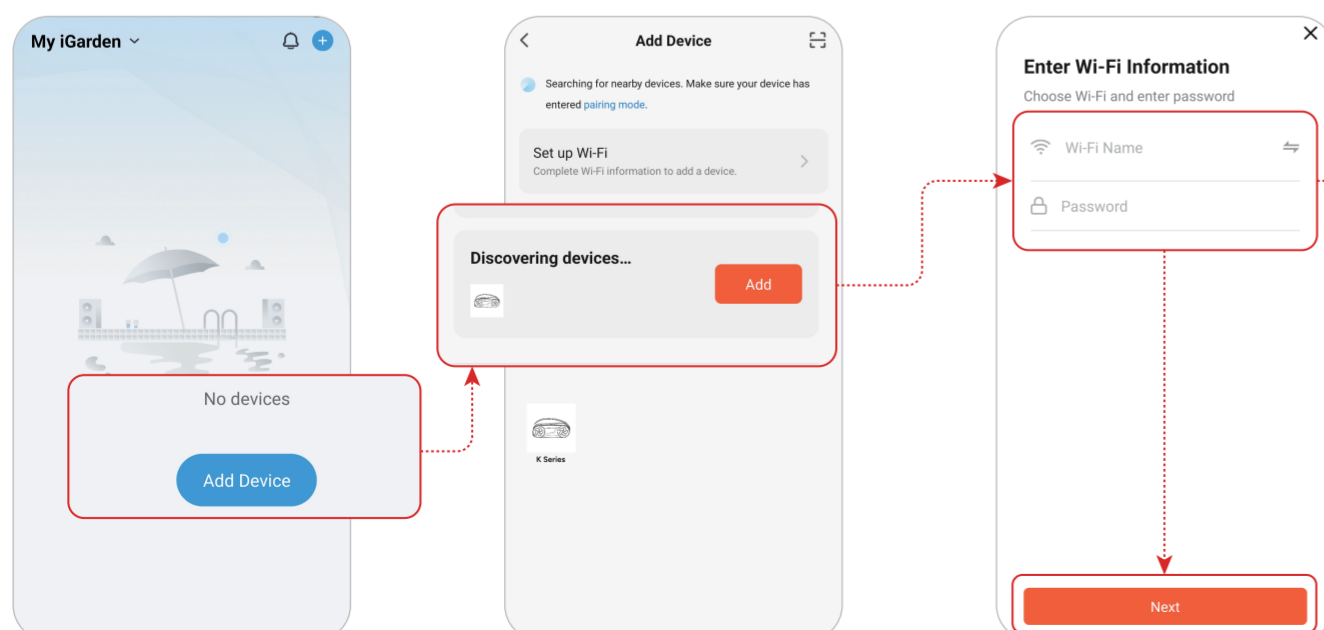 My iGarden
No devices
Add Device
Add Device
Searching for nearby devices. Make sure your device has
entered pairing mode.
Set up Wi-Fi
Complete Wi-Fi information to add a device.
Discovering devices...
Add
K Series
Enter Wi-Fi Information
Choose Wi-Fi and enter password
Wi-Fi Name
Password
Next